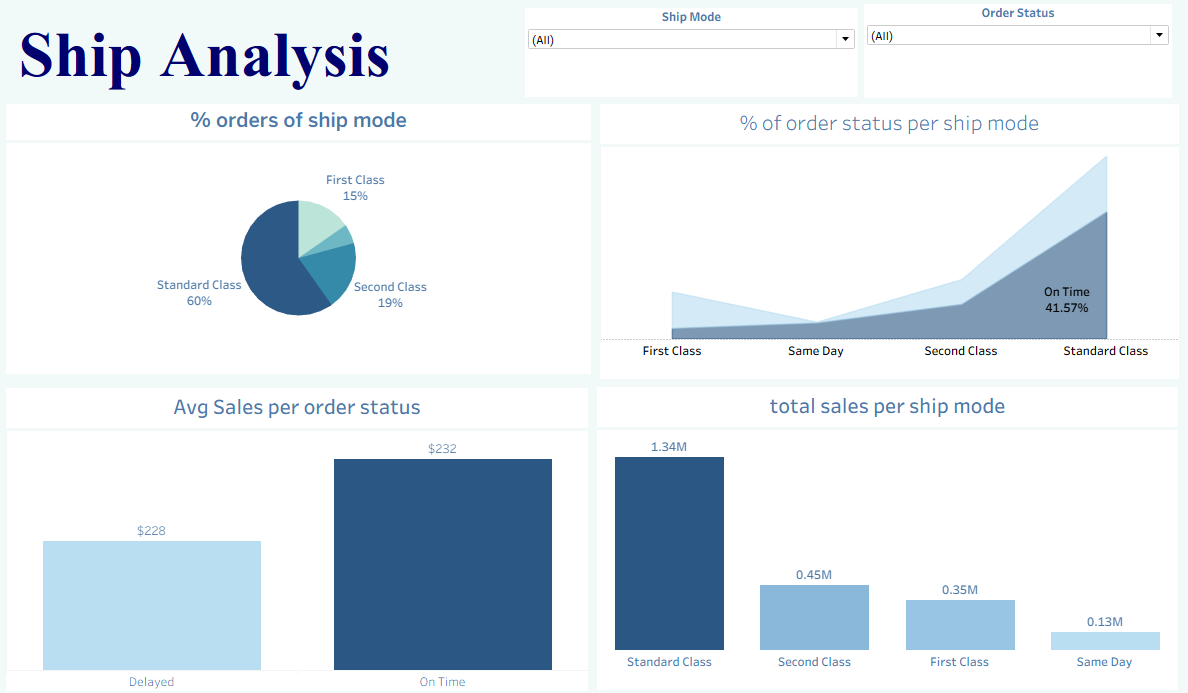 Ship Analysis
Ship Mode
(All)
Order Status
(All)
% orders of ship mode
First Class
15%
Standard Class
60%
Second Class
19%
% of order status per ship mode
On Time
41.57%
First Class
Same Day
Second Class
Standard Class
Avg Sales per order status
$228
$232
Delayed
On Time
total sales per ship mode
1.34M
0.45M
0.35M
0.13M
Standard Class
Second Class
First Class
Same Day